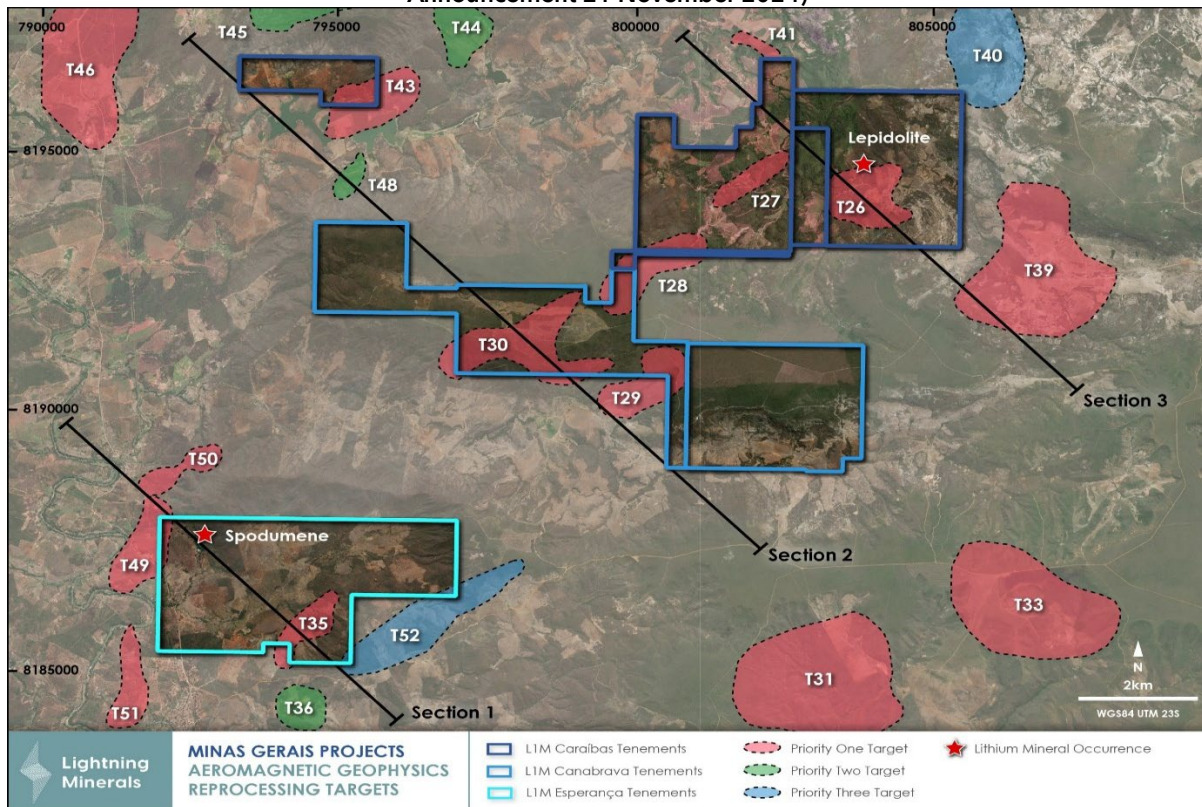 Announcement 21 November 2024)
790000
795000
800000
805000
T45
T44
T41
T46
T40
T43
8195000
Lepidolite
T48
T27
T26
T39
T28
T30
T29
8190000
Section 3
T50
Spodumene
Section 2
T49
T35
T52
T33
8185000
T31
T51
T36
Section 1
N
2km
WGS84 UTM 23S
Lightning
Minerals
MINAS GERAIS PROJECTS
AEROMAGNETIC GEOPHYSICS
REPROCESSING TARGETS
L1M Caraíbas Tenements
L1M Canabrava Tenements
L1M Esperança Tenements
Priority One Target
Priority Two Target
Priority Three Target
Lithium Mineral Occurrence